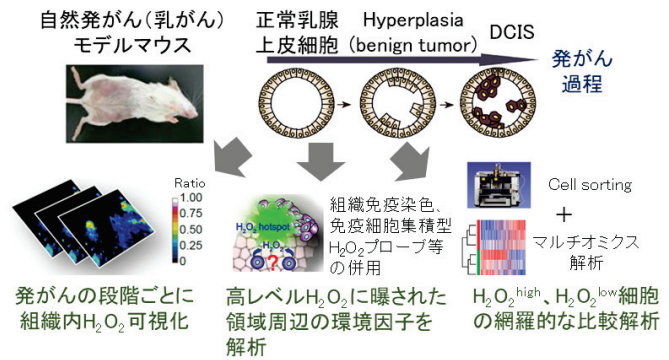 自然発がん(乳がん)
モデルマウス
正常乳腺
上皮細胞
Hyperplasia
(benign tumor)
DCIS
発がん
過程
Ratio
1.00
0.75
0.50
0.25
0
H₂O₂ hotspot
H₂O₂
?
組織免疫染色、
免疫細胞集積型
H₂O₂プローブ等
の併用
Cell sorting
+
マルチオミクス
解析
発がんの段階ごとに
組織内H₂O₂可視化
高レベルH₂O₂に曝された
領域周辺の環境因子を
解析
H₂O₂ʰⁱᵍʰ、H₂O₂ˡᵒʷ細胞
の網羅的な比較解析